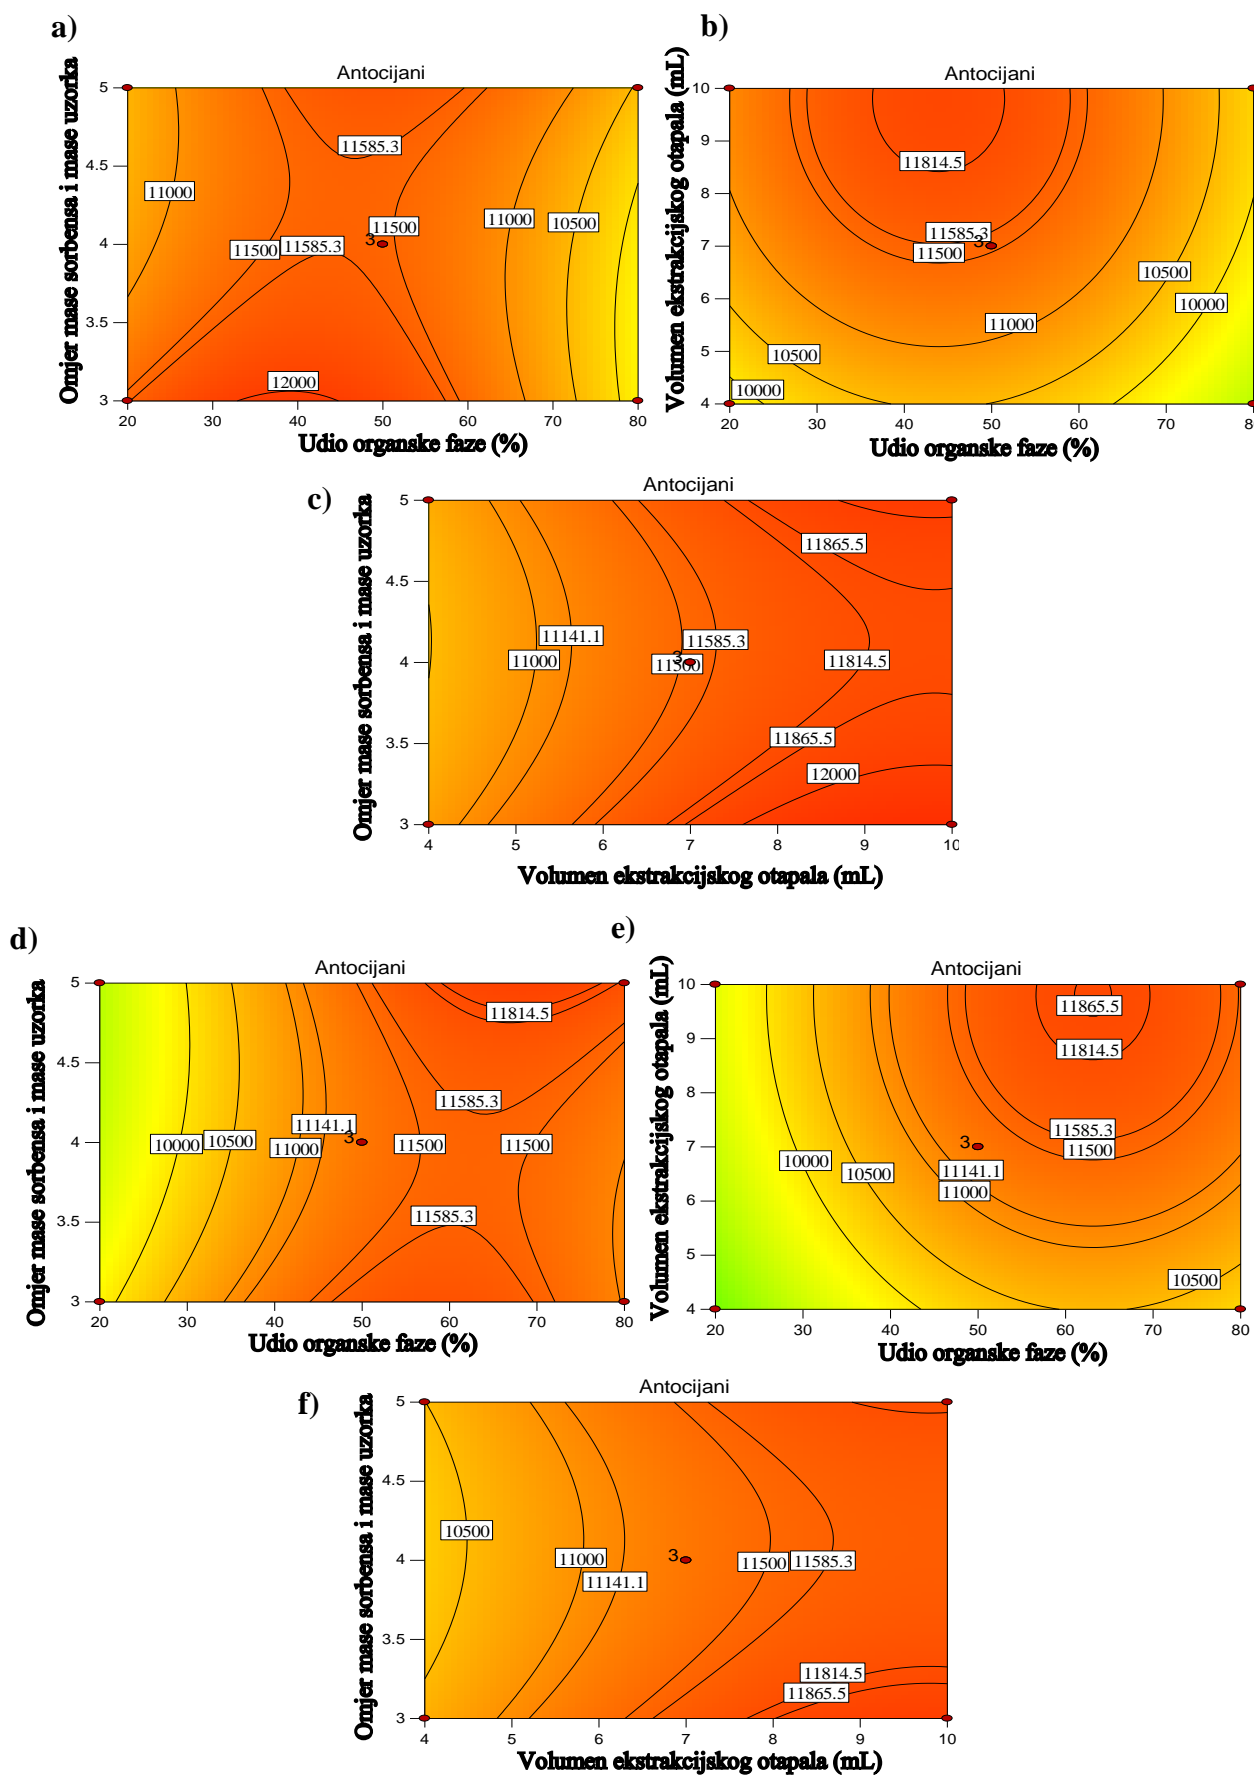 a)
Antocijani
Omjer mase sorbensa i mase uzorka
5
4.5
4
3.5
3
11585.3
11000
11500
11500
11585.3
3
11000
10500
12000
20 30 40 50 60 70 80
Udio organske faze (%)
b)
Antocijani
Volumen ekstrakcijskog otapala (mL)
10
9
8
7
6
5
4
11814.5
11585.3
3
11500
10500
10000
11000
10500
10000
20 30 40 50 60 70 80
Udio organske faze (%)
c)
Antocijani
Omjer mase sorbensa i mase uzorka
5
4.5
4
3.5
3
11865.5
11141.1
11585.3
11000
3
11500
11814.5
11865.5
12000
4 5 6 7 8 9 10
Volumen ekstrakcijskog otapala (mL)
d)
Antocijani
Omjer mase sorbensa i mase uzorka
5
4.5
4
3.5
3
11814.5
11585.3
11141.1
3
10000
10500
11000
11500
11500
11585.3
20 30 40 50 60 70 80
Udio organske faze (%)
e)
Antocijani
Volumen ekstrakcijskog otapala (mL)
10
9
8
7
6
5
4
11865.5
11814.5
11585.3
3
11500
10000
10500
11141.1
11000
10500
20 30 40 50 60 70 80
Udio organske faze (%)
f)
Antocijani
Omjer mase sorbensa i mase uzorka
5
4.5
4
3.5
3
10500
11000
3
11500
11585.3
11141.1
11814.5
11865.5
4 5 6 7 8 9 10
Volumen ekstrakcijskog otapala (mL)